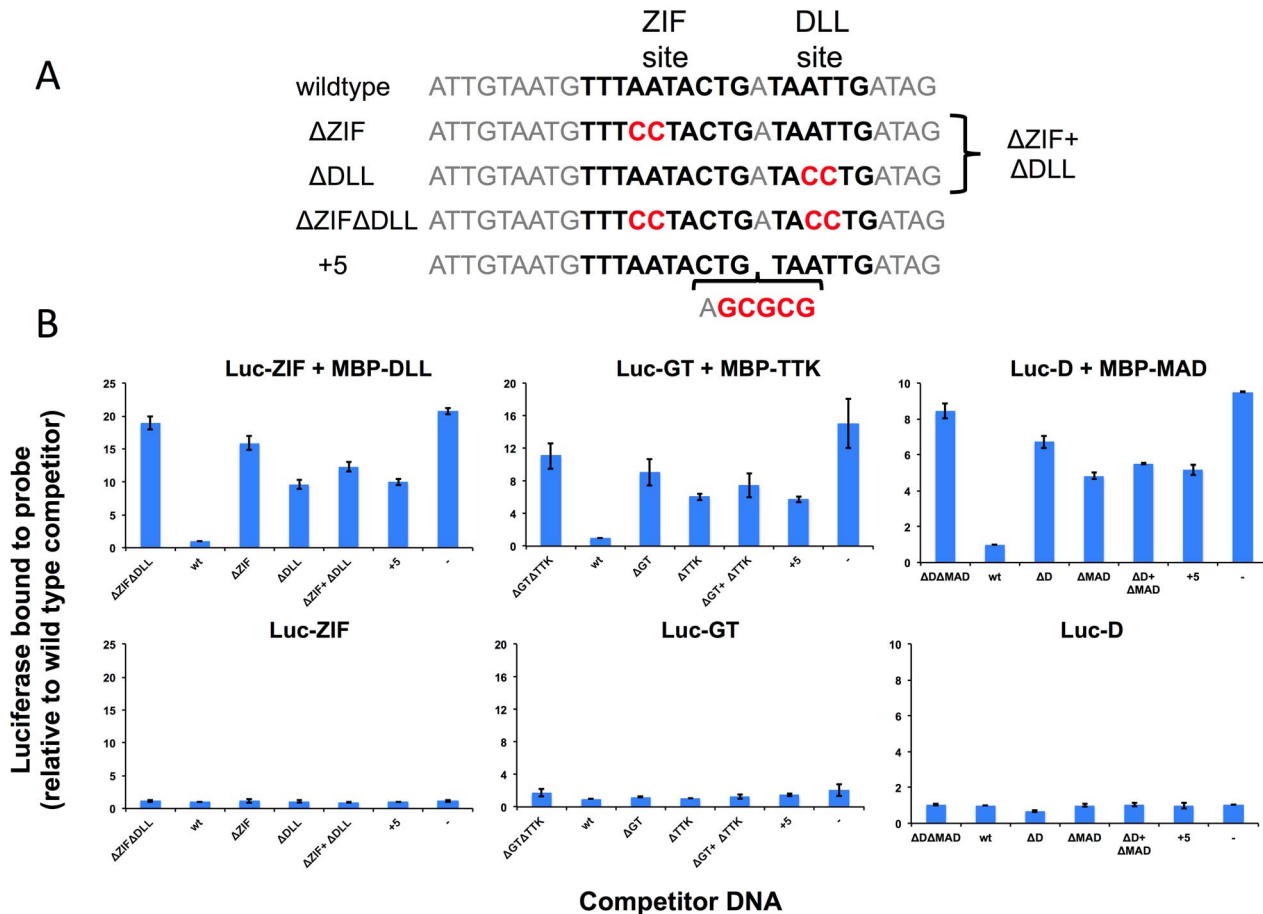 A
ZIF site
DLL site
wildtype ATTGTAATGTTTAATACTGATAATTGATAG
ΔZIF ATTGTAATGTTTCCTACTGATAATTGATAG
ΔDLL ATTGTAATGTTTAATACTGATACCTGATAG
ΔZIF+ ΔDLL
ΔZIFΔDLL ATTGTAATGTTTCCTACTGATACCTGATAG
+5 ATTGTAATGTTTAATACTG TAATTGATAG
AGCGCG
B
Luciferase bound to probe
(relative to wild type competitor)
Luc-ZIF + MBP-DLL
25
20
15
10
5
0
ΔZIFΔDLL wt ΔZIF ΔDLL ΔZIF+ ΔDLL +5 -
Luc-GT + MBP-TTK
20
16
12
8
4
0
ΔGTΔTTK wt ΔGT ΔTTK ΔGT+ ΔTTK +5 -
Luc-D + MBP-MAD
10
8
6
4
2
0
ΔDΔMAD wt ΔD ΔMAD ΔD+ ΔMAD +5 -
Luc-ZIF
25
20
15
10
5
0
ΔZIFΔDLL wt ΔZIF ΔDLL ΔZIF+ ΔDLL +5 -
Luc-GT
20
16
12
8
4
0
ΔGTΔTTK wt ΔGT ΔTTK ΔGT+ ΔTTK +5 -
Luc-D
10
8
6
4
2
0
ΔDΔMAD wt ΔD ΔMAD ΔD+ ΔMAD +5 -
Competitor DNA